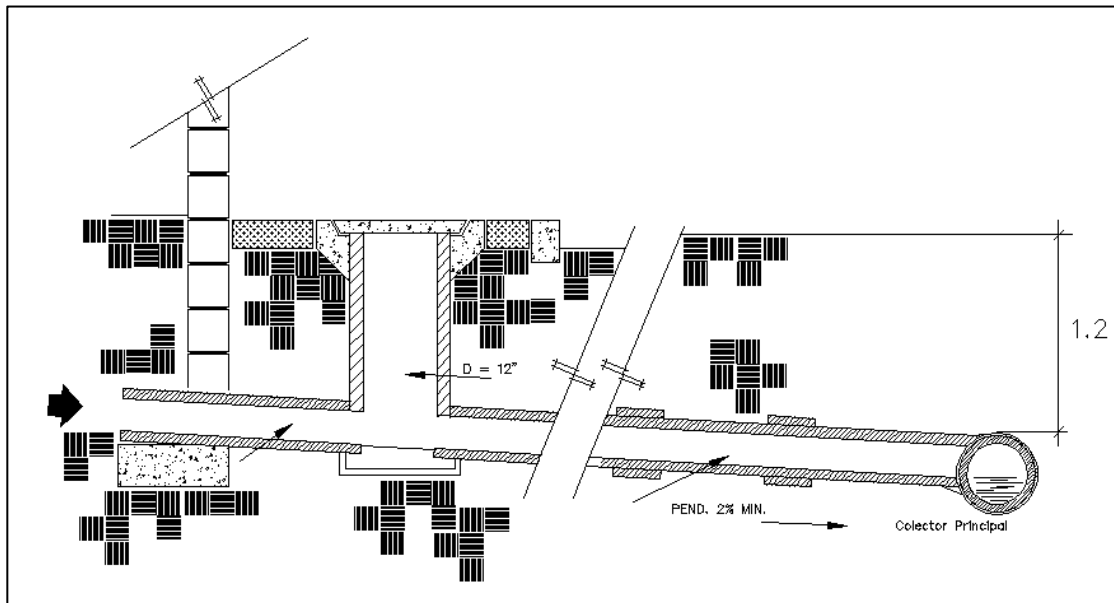 D = 12"
1.2
PEND. 2% MIN.
Colector Principal